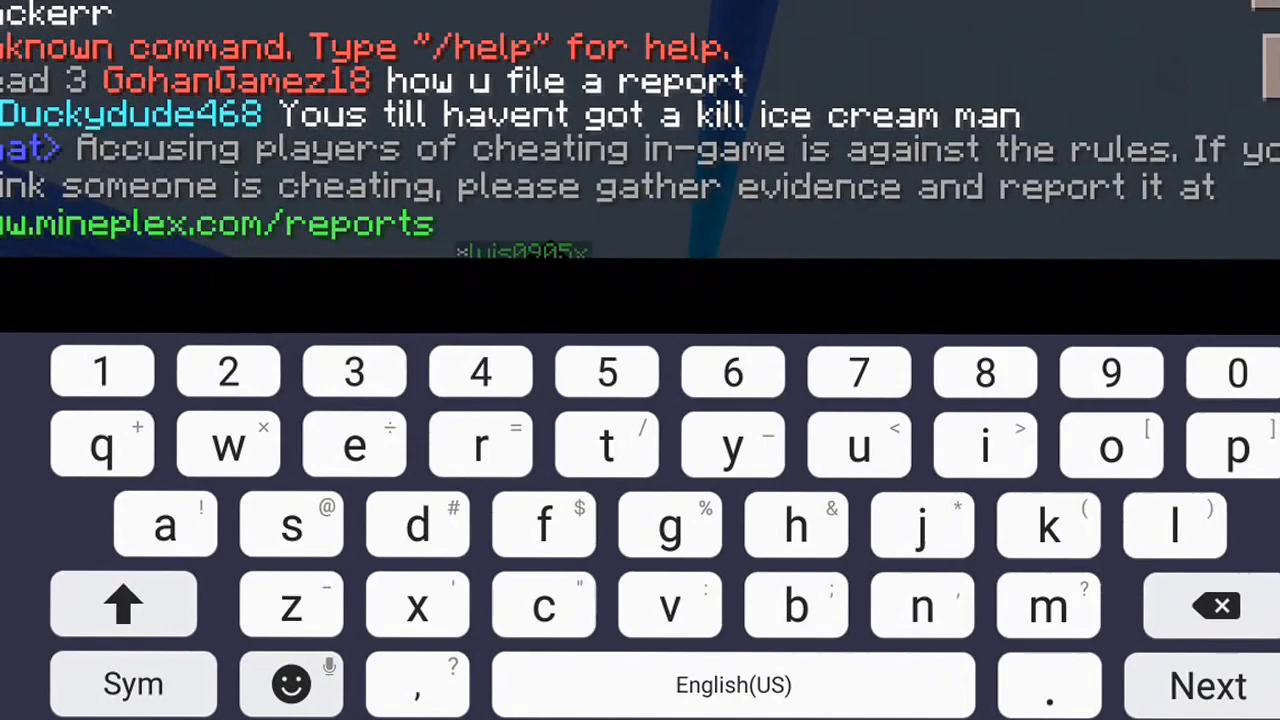 ckerr
known command. Type "/help" for help.
ead 3 GohanGamez18 how u file a report
Duckydude468 Yous till havent got a kill ice cream man
at> Accusing players of cheating in-game is against the rules. If yo
ink someone is cheating, please gather evidence and report it at
w.mineplex.com/reports
xluis0905x
1 2 3 4 5 6 7 8 9 0
q + w × e ÷ r = t / y _ u < i > o [ p ]
a ! s @ d # f $ g % h & j * k ( l )
z - x ' c " v : b ; n , m ?
Sym , ? English(US) . Next